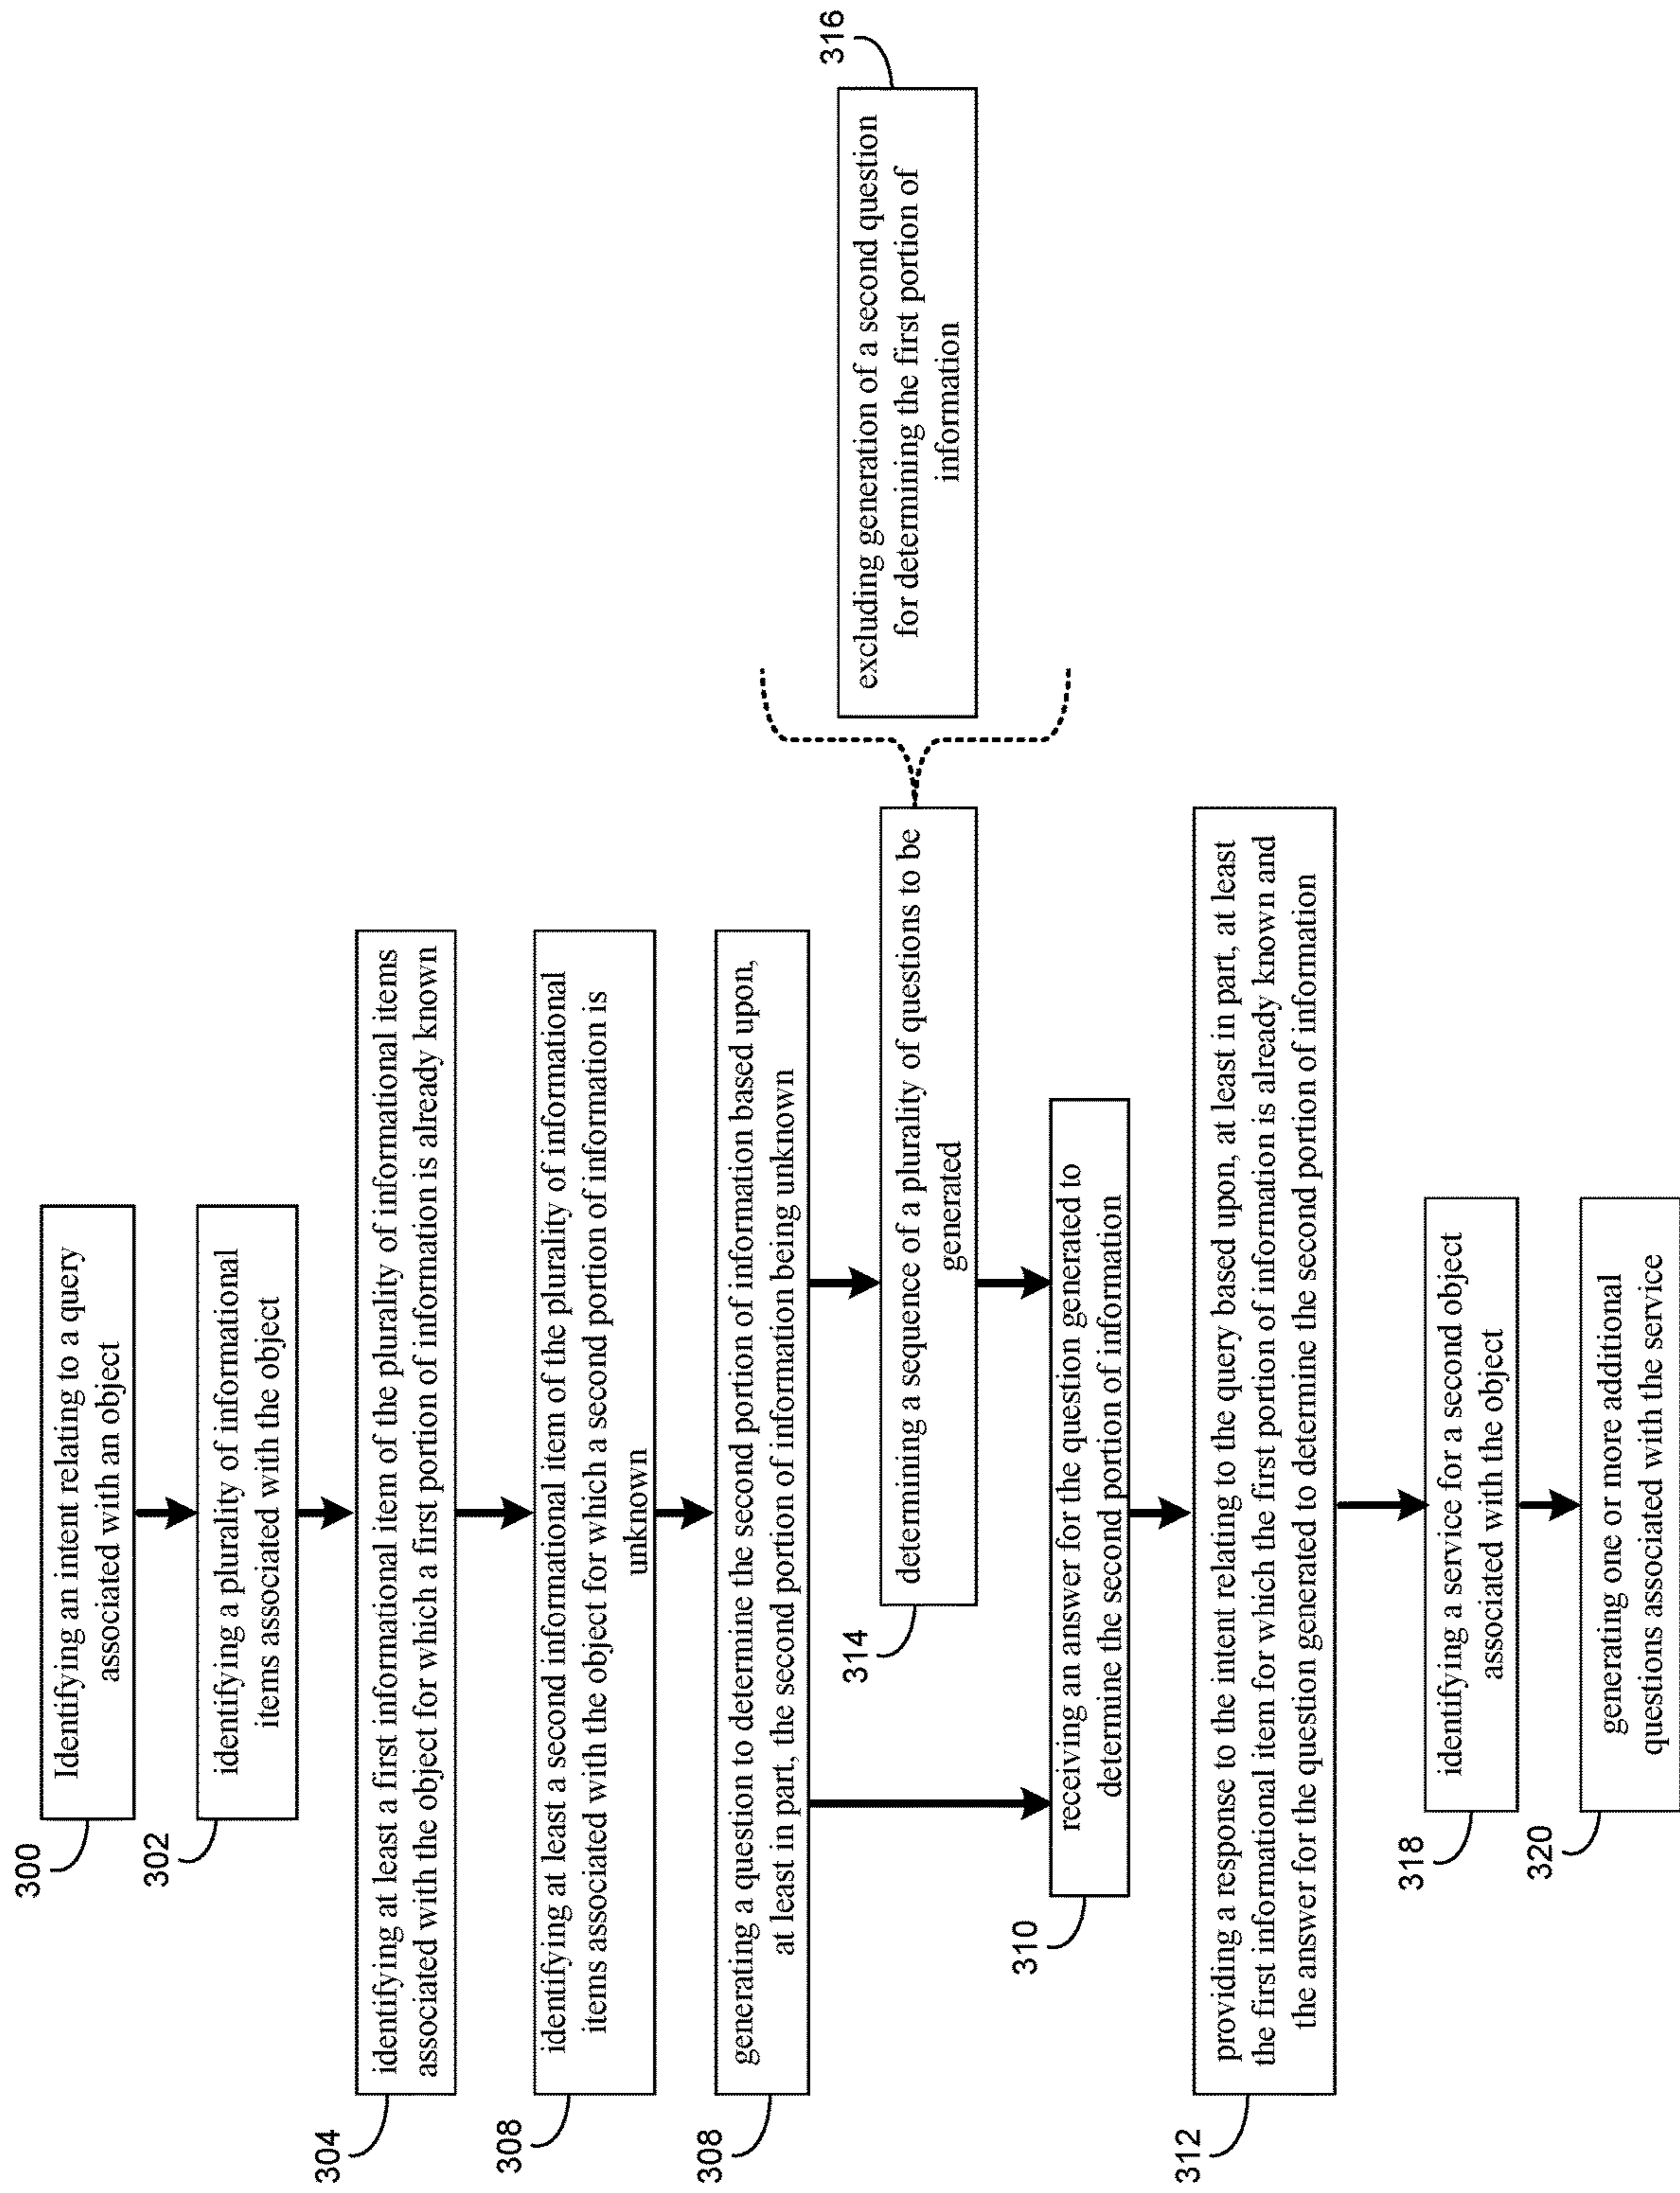 300
Identifying an intent relating to a query
associated with an object
302
identifying a plurality of informational
items associated with the object
304
identifying at least a first informational item of the plurality of informational items
associated with the object for which a first portion of information is already known
308
identifying at least a second informational item of the plurality of informational
items associated with the object for which a second portion of information is
unknown
308
generating a question to determine the second portion of information based upon,
at least in part, the second portion of information being unknown
314
determining a sequence of a plurality of questions to be
generated
316
excluding generation of a second question
for determining the first portion of
information
310
receiving an answer for the question generated to
determine the second portion of information
312
providing a response to the intent relating to the query based upon, at least in part, at least
the first informational item for which the first portion of information is already known and
the answer for the question generated to determine the second portion of information
318
identifying a service for a second object
associated with the object
320
generating one or more additional
questions associated with the service